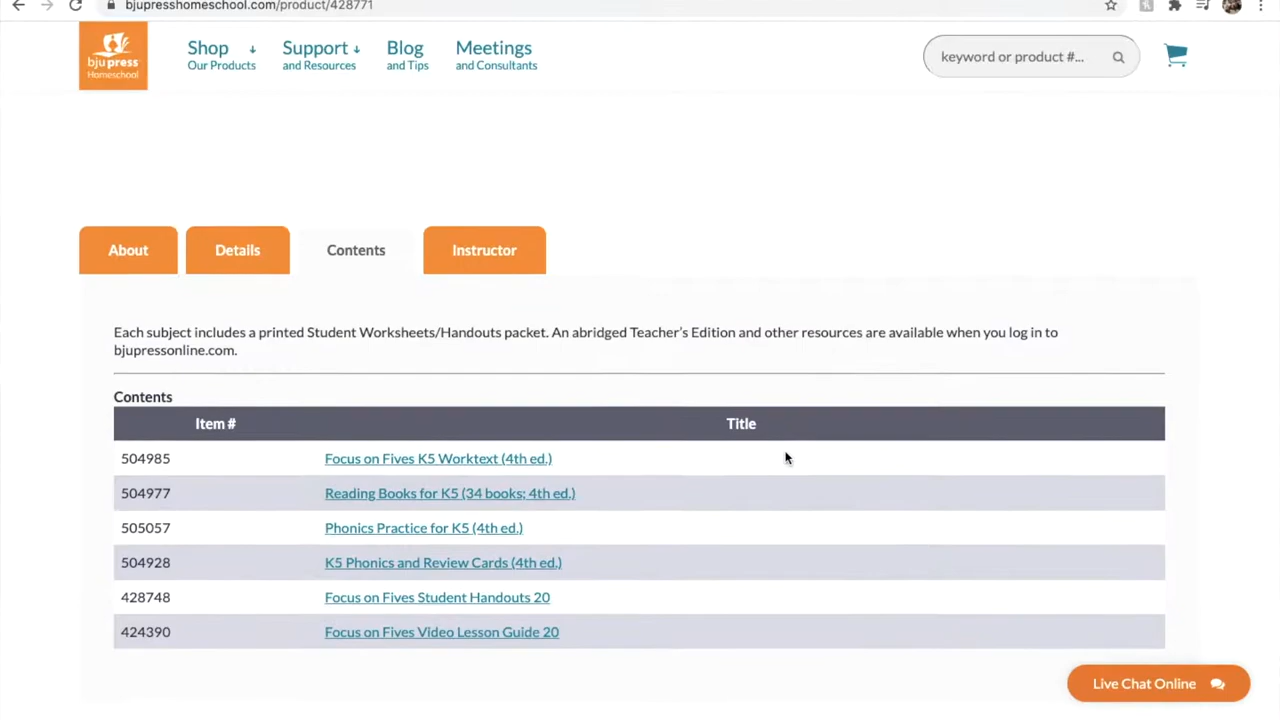 bjupresshomeschool.com/product/428771
bju press
Homeschool
Shop
Our Products
Support
and Resources
Blog
and Tips
Meetings
and Consultants
keyword or product #...
About
Details
Contents
Instructor
Each subject includes a printed Student Worksheets/Handouts packet. An abridged Teacher's Edition and other resources are available when you log in to
bjupressonline.com.
Contents
Item # Title
504985 Focus on Fives K5 Worktext (4th ed.)
504977 Reading Books for K5 (34 books; 4th ed.)
505057 Phonics Practice for K5 (4th ed.)
504928 K5 Phonics and Review Cards (4th ed.)
428748 Focus on Fives Student Handouts 20
424390 Focus on Fives Video Lesson Guide 20
Live Chat Online